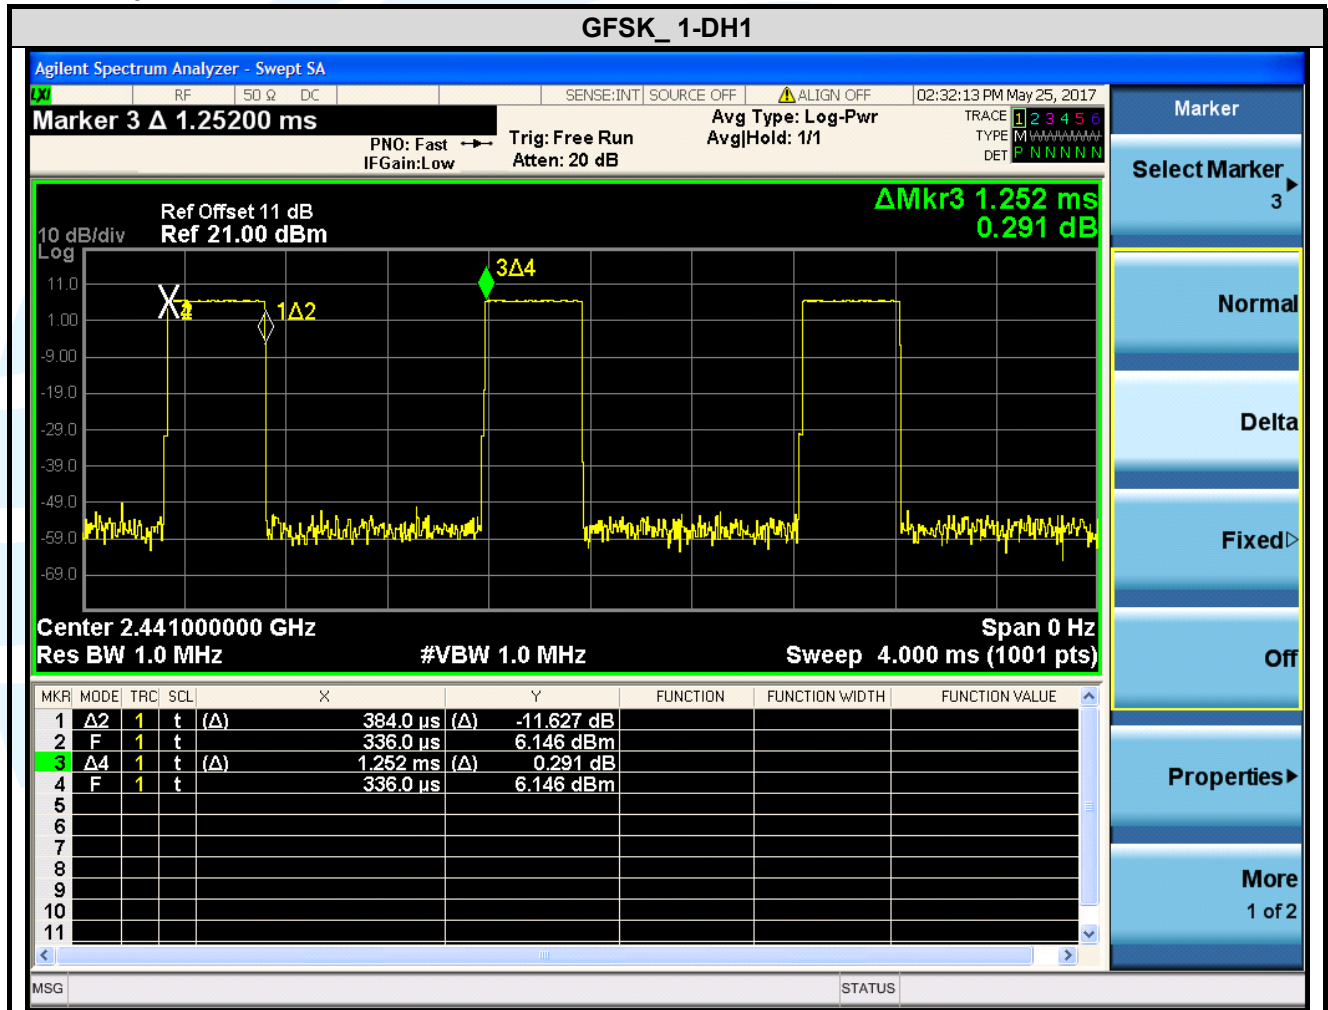 GFSK_ 1-DH1
Agilent Spectrum Analyzer - Swept SA
LXI RF 50 Ω DC SENSE:INT SOURCE OFF ALIGN OFF 02:32:13 PM May 25, 2017
Marker 3 Δ 1.25200 ms
PNO: Fast
IFGain:Low
Trig: Free Run
Atten: 20 dB
Avg Type: Log-Pwr
Avg|Hold: 1/1
TRACE 1 2 3 4 5 6
TYPE M
DET P N N N N N
ΔMkr3 1.252 ms
0.291 dB
Ref Offset 11 dB
Ref 21.00 dBm
10 dB/div
Log
11.0
1.00
-9.00
-19.0
-29.0
-39.0
-49.0
-59.0
-69.0
1Δ2
3Δ4
Center 2.441000000 GHz Span 0 Hz
Res BW 1.0 MHz #VBW 1.0 MHz Sweep 4.000 ms (1001 pts)
MKR MODE TRC SCL X Y FUNCTION FUNCTION WIDTH FUNCTION VALUE
1 Δ2 1 t (Δ) 384.0 µs (Δ) -11.627 dB
2 F 1 t 336.0 µs 6.146 dBm
3 Δ4 1 t (Δ) 1.252 ms (Δ) 0.291 dB
4 F 1 t 336.0 µs 6.146 dBm
5
6
7
8
9
10
11
MSG STATUS
Marker
Select Marker
3
Normal
Delta
Fixed
Off
Properties
More
1 of 2